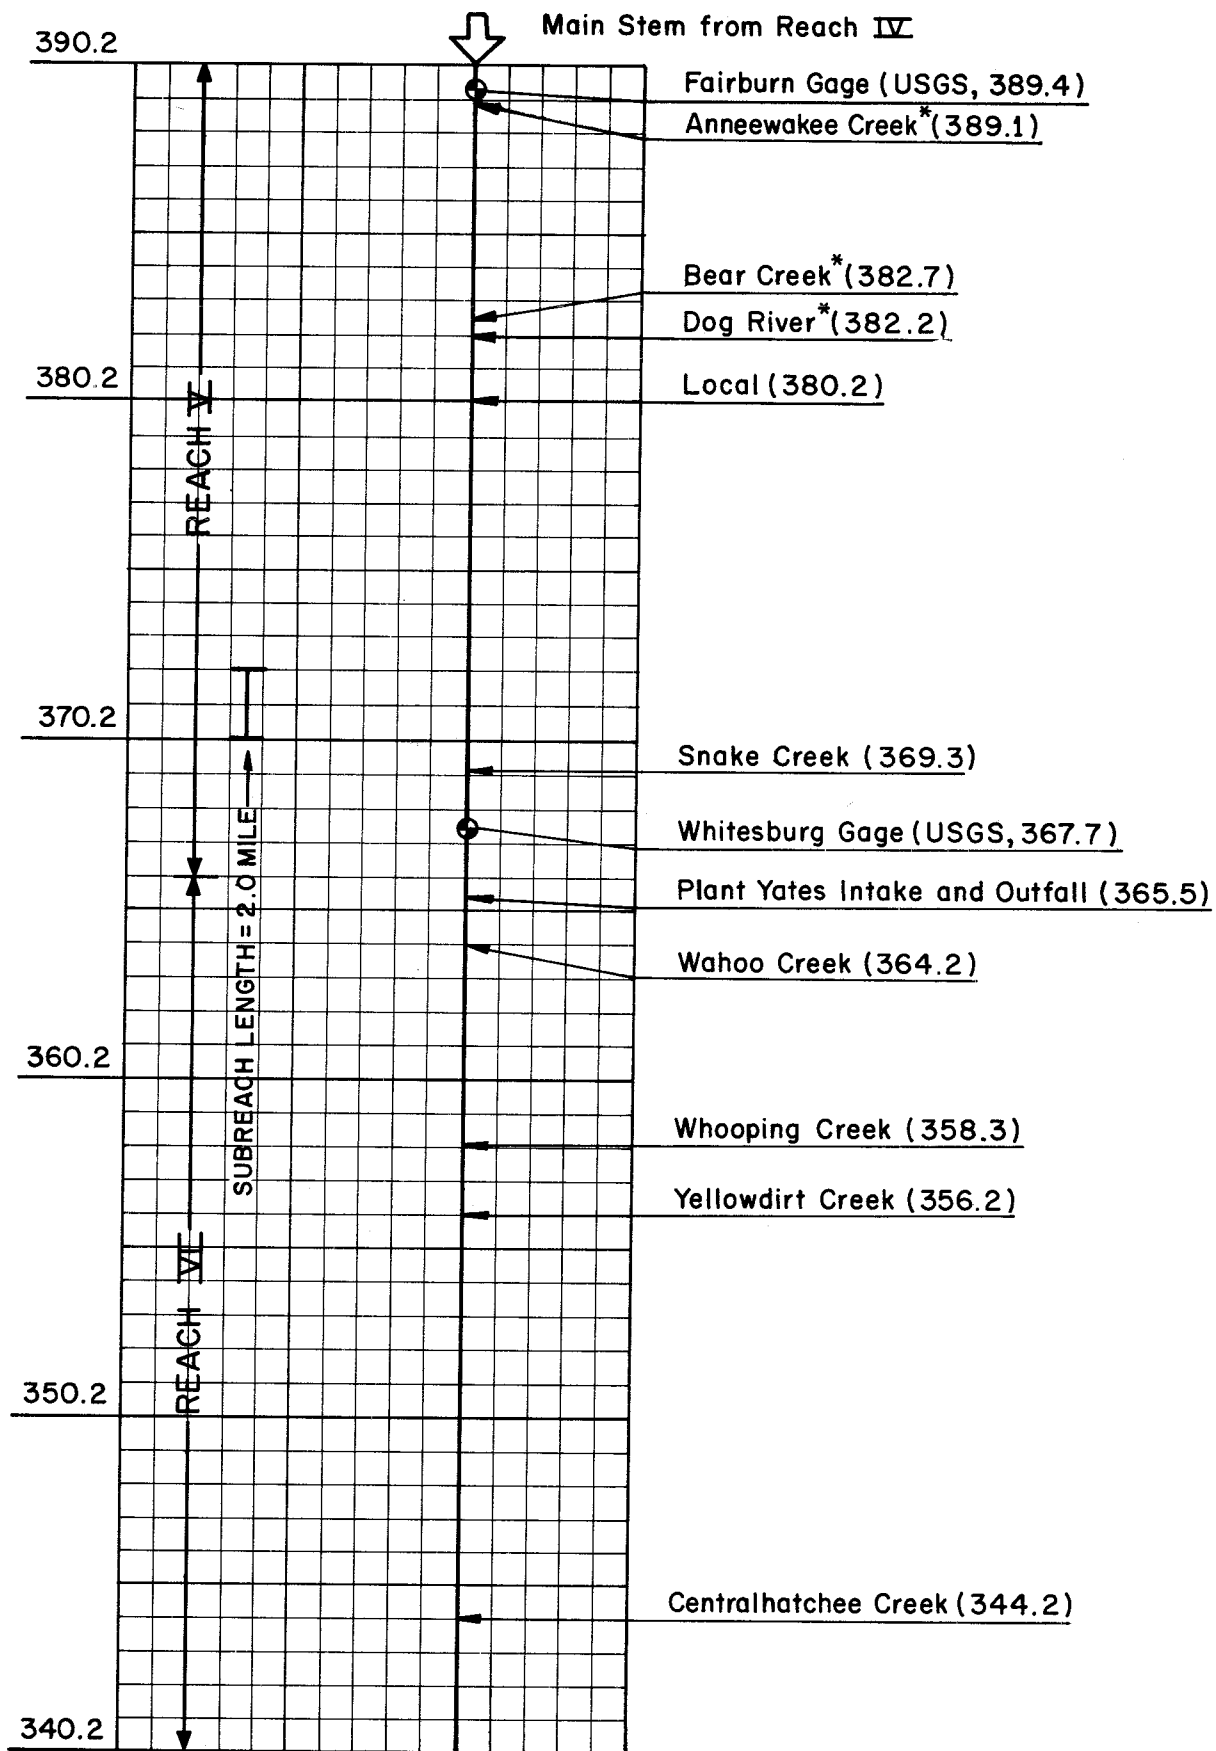 Main Stem from Reach IV
390.2
Fairburn Gage (USGS, 389.4)
Anneewakee Creek*(389.1)
Bear Creek*(382.7)
Dog River*(382.2)
380.2
Local (380.2)
REACH V
370.2
Snake Creek (369.3)
Whitesburg Gage (USGS, 367.7)
Plant Yates Intake and Outfall (365.5)
Wahoo Creek (364.2)
SUBREACH LENGTH = 2.0 MILE
360.2
Whooping Creek (358.3)
Yellowdirt Creek (356.2)
REACH VI
350.2
Centralhatchee Creek (344.2)
340.2